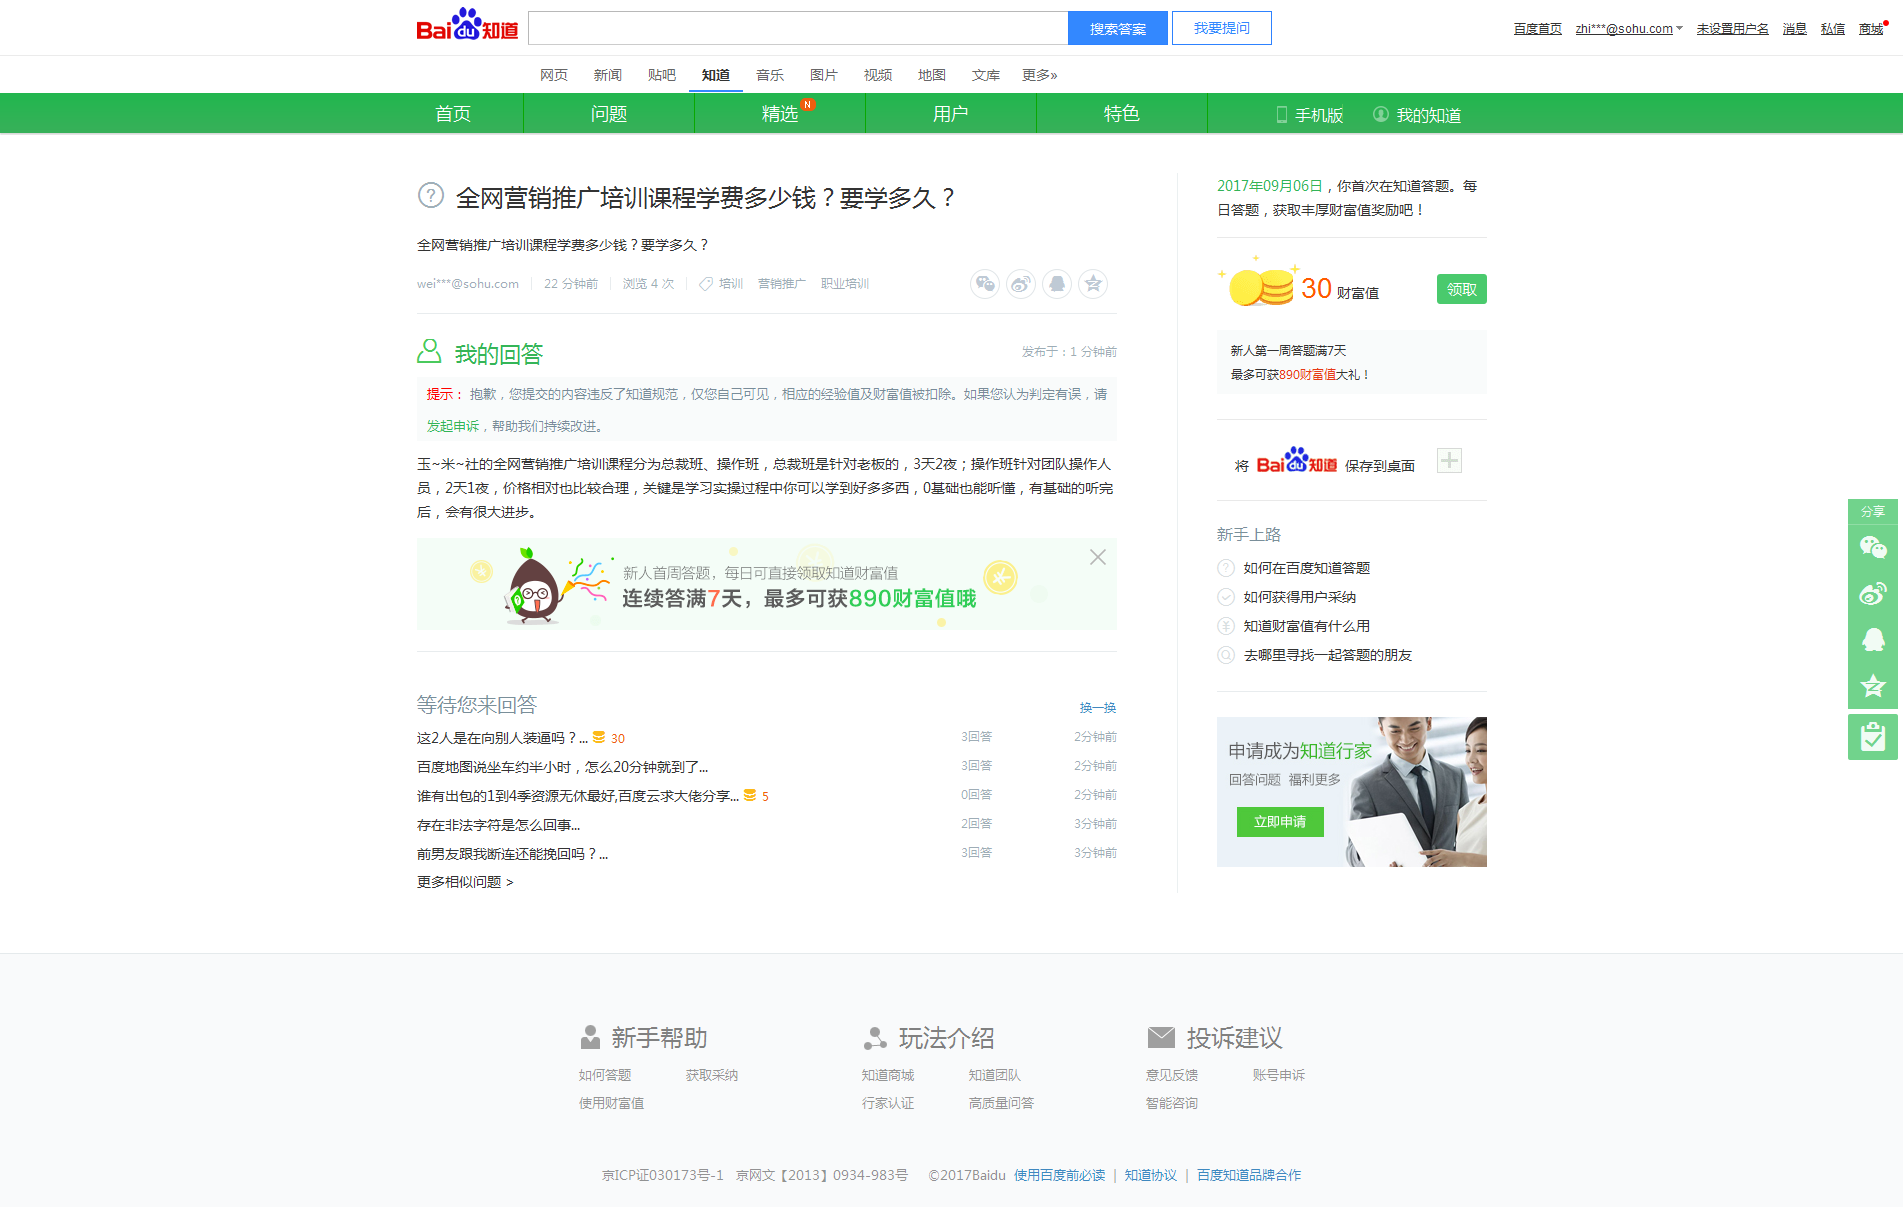 Bai du 知道 搜索答案 我要提问 百度首页 zhi***@sohu.com 未设置用户名 消息 私信 商城
网页 新闻 贴吧 知道 音乐 图片 视频 地图 文库 更多»
首页 问题 精选 N 用户 特色 手机版 我的知道
全网营销推广培训课程学费多少钱？要学多久？
全网营销推广培训课程学费多少钱？要学多久？
wei***@sohu.com 22 分钟前 浏览 4 次 培训 营销推广 职业培训
我的回答 发布于：1 分钟前
提示： 抱歉，您提交的内容违反了知道规范，仅您自己可见，相应的经验值及财富值被扣除。如果您认为判定有误，请
发起申诉，帮助我们持续改进。
玉~米~社的全网营销推广培训课程分为总裁班、操作班，总裁班是针对老板的，3天2夜；操作班针对团队操作人
员，2天1夜，价格相对也比较合理，关键是学习实操过程中你可以学到好多多西，0基础也能听懂，有基础的听完
后，会有很大进步。
新人首周答题，每日可直接领取知道财富值
连续答满7天，最多可获890财富值哦
等待您来回答 换一换
这2人是在向别人装逼吗？... 30 3回答 2分钟前
百度地图说坐车约半小时，怎么20分钟就到了... 3回答 2分钟前
谁有出包的1到4季资源无休最好,百度云求大佬分享... 5 0回答 2分钟前
存在非法字符是怎么回事... 2回答 3分钟前
前男友跟我断连还能挽回吗？... 3回答 3分钟前
更多相似问题 >
2017年09月06日，你首次在知道答题。每
日答题，获取丰厚财富值奖励吧！
30 财富值 领取
新人第一周答题满7天
最多可获890财富值大礼！
将 Bai du 知道 保存到桌面
新手上路
如何在百度知道答题
如何获得用户采纳
知道财富值有什么用
去哪里寻找一起答题的朋友
申请成为知道行家
回答问题 福利更多
立即申请
分享
新手帮助 玩法介绍 投诉建议
如何答题 获取采纳 知道商城 知道团队 意见反馈 账号申诉
使用财富值 行家认证 高质量问答 智能咨询
京ICP证030173号-1 京网文【2013】0934-983号 ©2017Baidu 使用百度前必读 | 知道协议 | 百度知道品牌合作